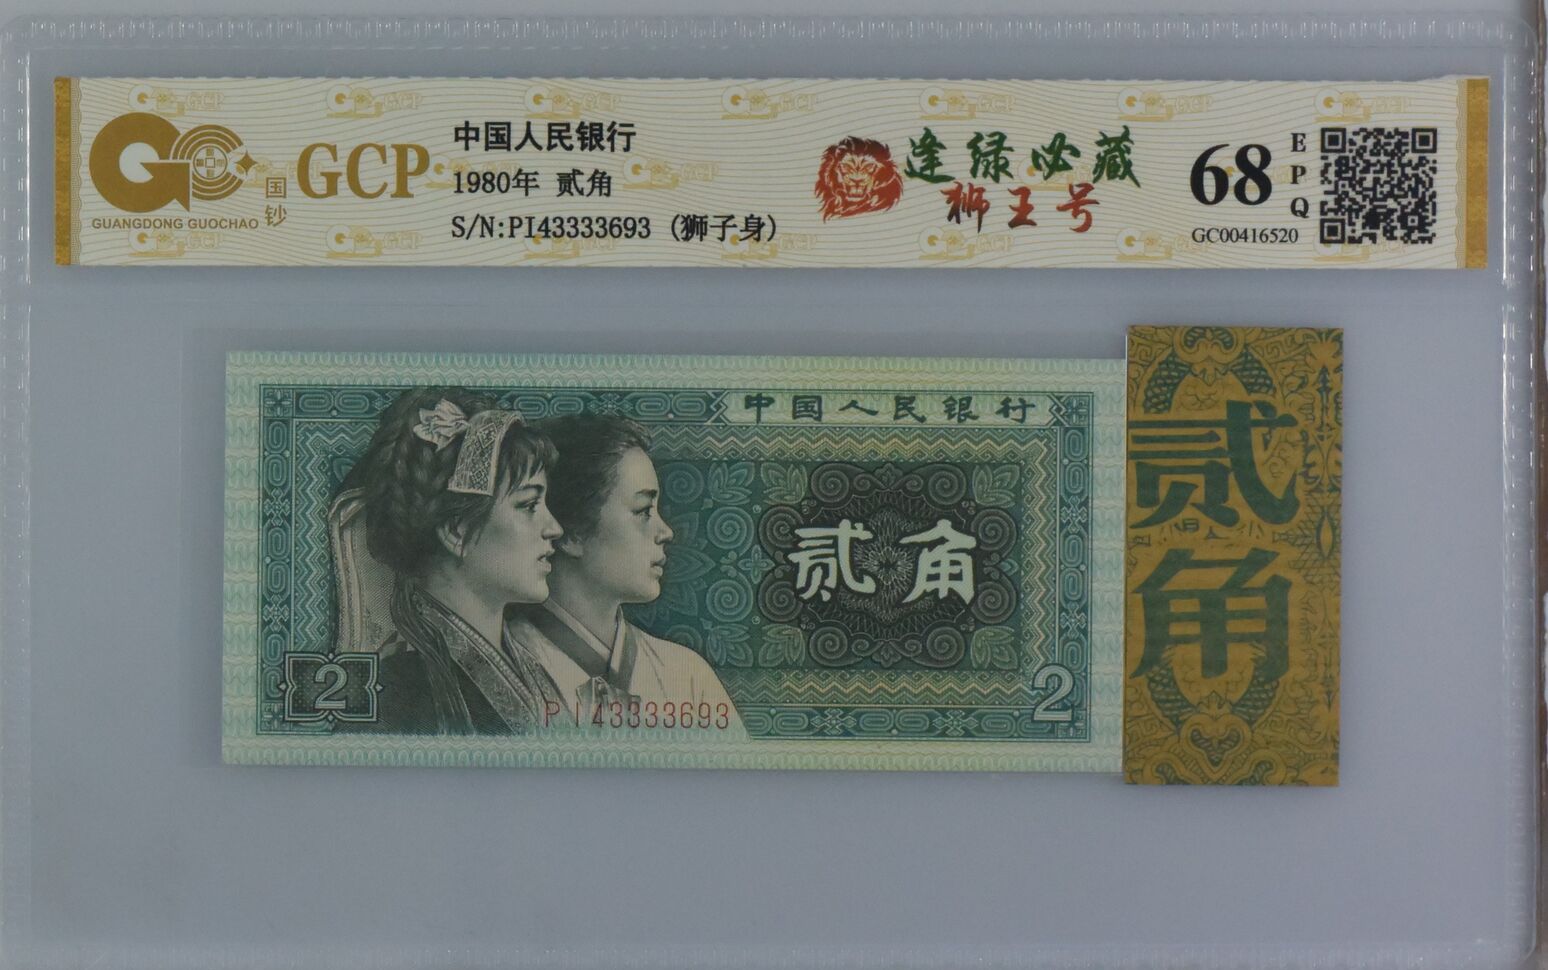 GCP
国钞
GUANGDONG GUOCHAO
中国人民银行
1980年 贰角
S/N:PI43333693 (狮子身)
逢绿必藏
狮王号
68
EPQ
GC00416520
中国人民银行
贰角
2
PI43333693
2
贰角